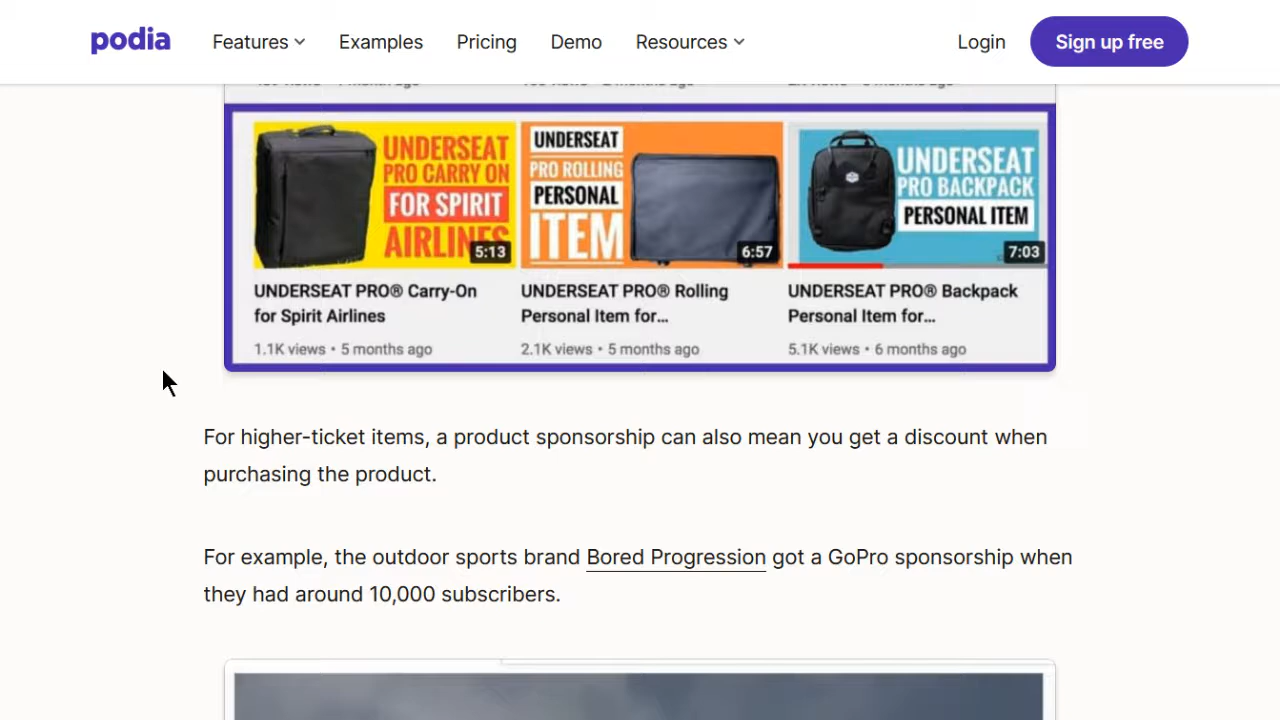 podia
Features
Examples
Pricing
Demo
Resources
Login
Sign up free
UNDERSEAT
PRO CARRY ON
FOR SPIRIT
AIRLINES
5:13
UNDERSEAT
PRO ROLLING
PERSONAL
ITEM
6:57
UNDERSEAT
PRO BACKPACK
PERSONAL ITEM
7:03
UNDERSEAT PRO® Carry-On
for Spirit Airlines
1.1K views • 5 months ago
UNDERSEAT PRO® Rolling
Personal Item for...
2.1K views • 5 months ago
UNDERSEAT PRO® Backpack
Personal Item for...
5.1K views • 6 months ago
For higher-ticket items, a product sponsorship can also mean you get a discount when
purchasing the product.
For example, the outdoor sports brand Bored Progression got a GoPro sponsorship when
they had around 10,000 subscribers.